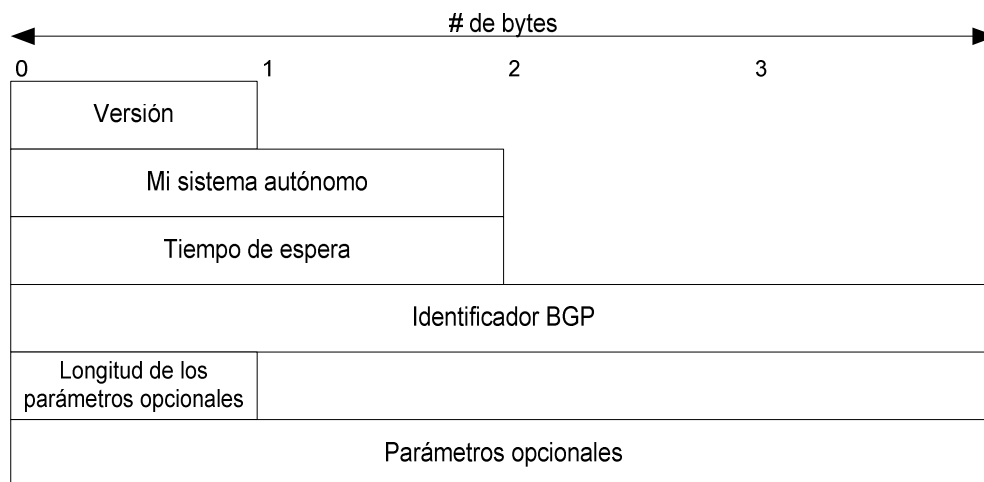 # de bytes
0 1 2 3
Versión
Mi sistema autónomo
Tiempo de espera
Identificador BGP
Longitud de los
parámetros opcionales
Parámetros opcionales